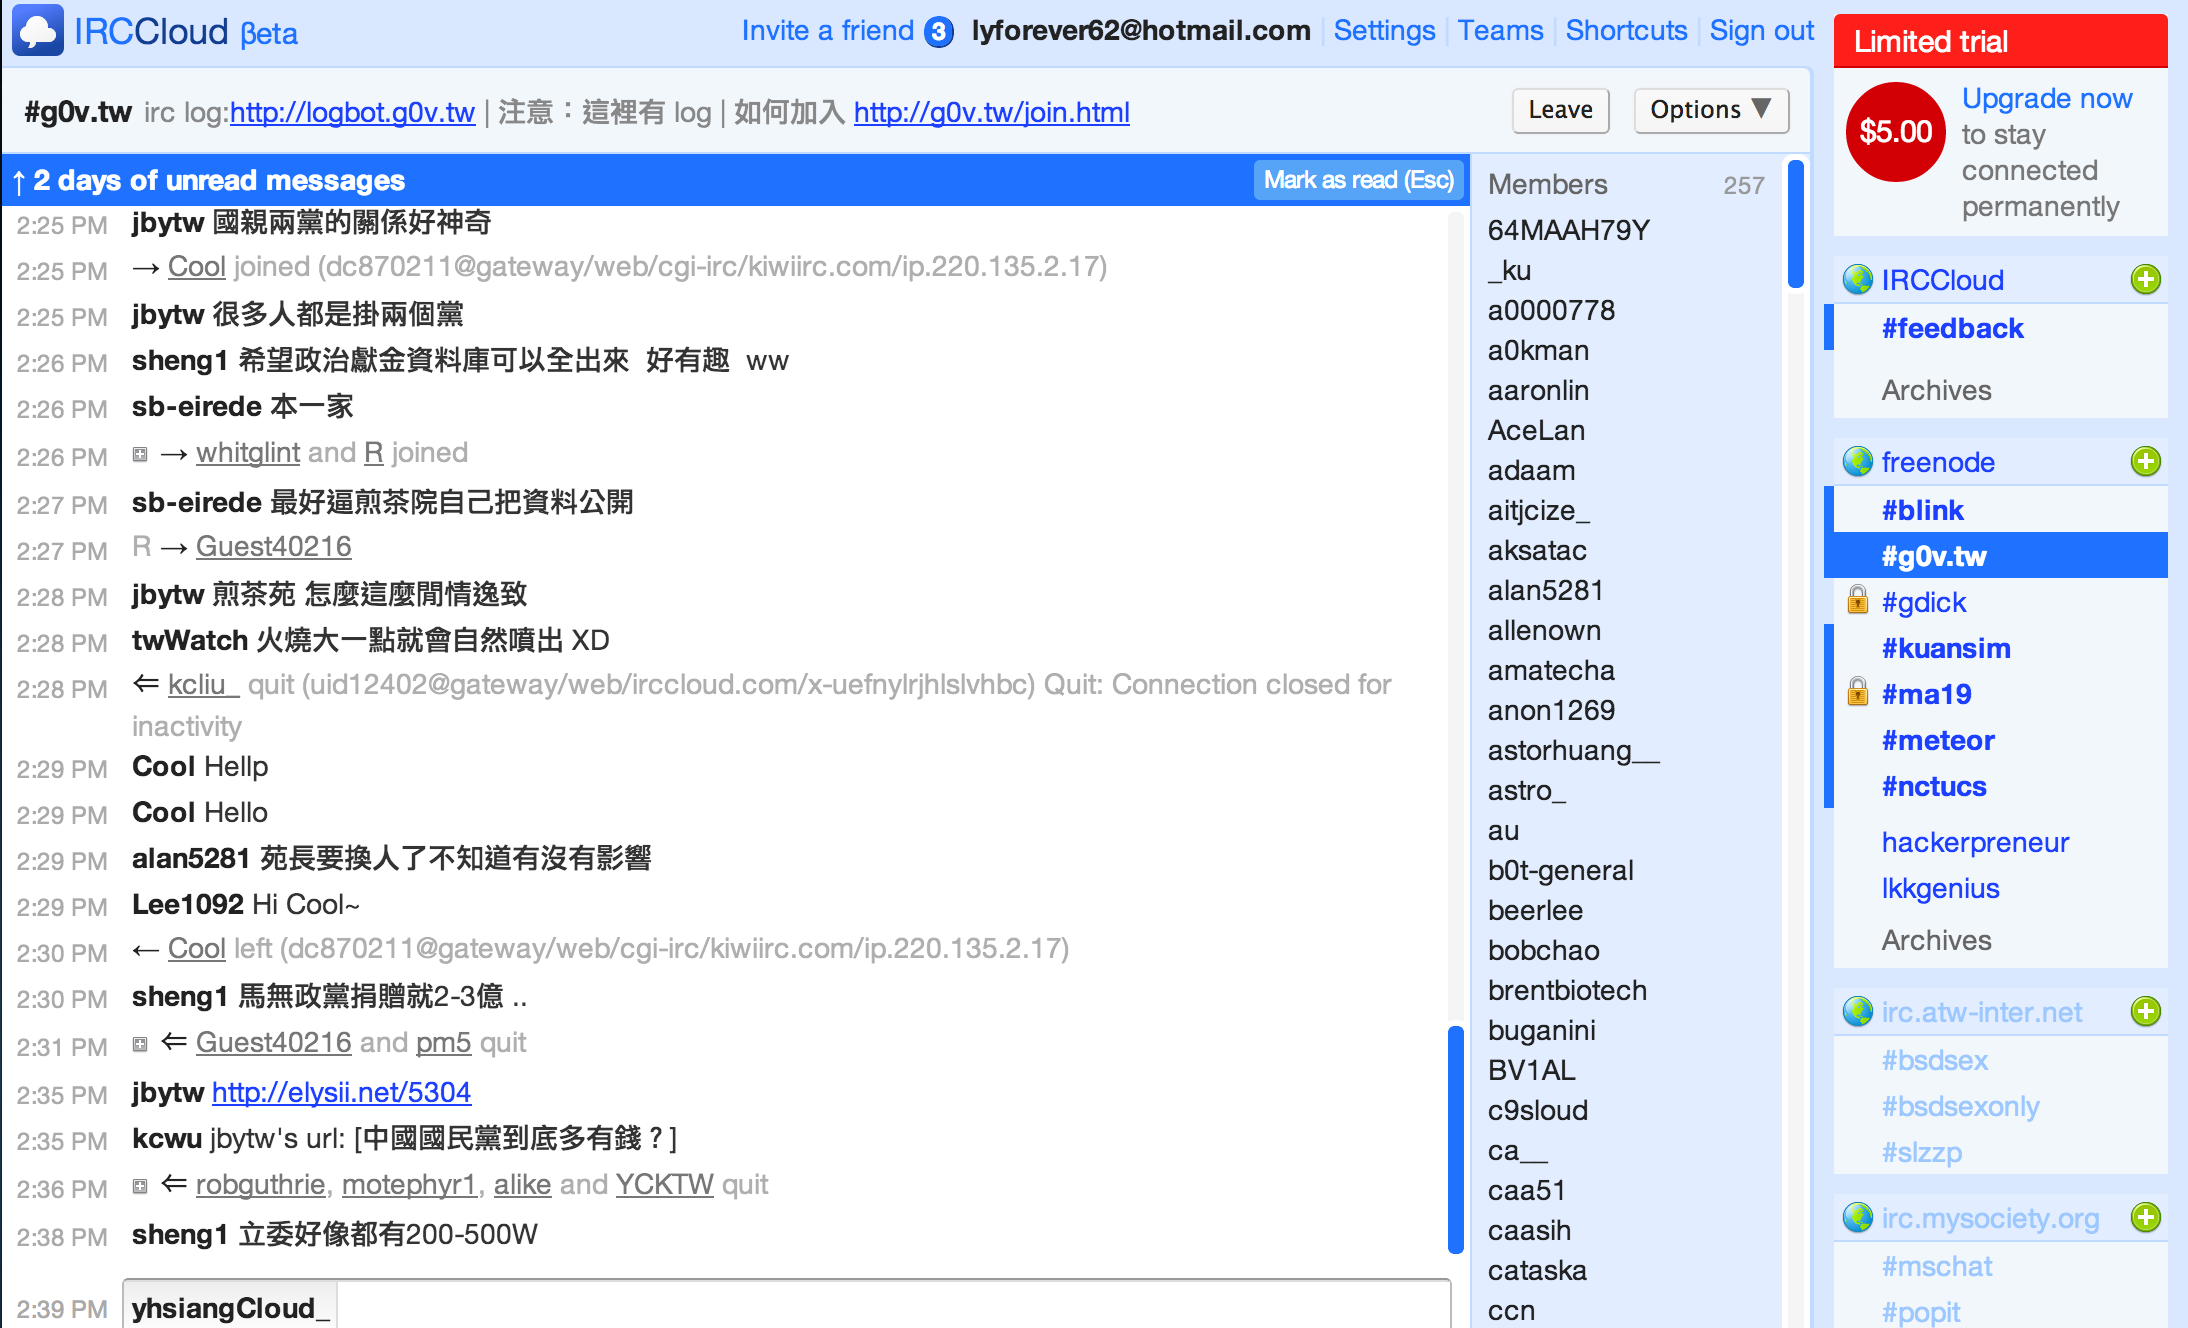 IRCCloud βeta
Invite a friend 3 lyforever62@hotmail.com Settings Teams Shortcuts Sign out
#g0v.tw irc log:http://logbot.g0v.tw | 注意：這裡有 log | 如何加入 http://g0v.tw/join.html
Leave Options ▼
↑ 2 days of unread messages Mark as read (Esc)
2:25 PM jbytw 國親兩黨的關係好神奇
2:25 PM → Cool joined (dc870211@gateway/web/cgi-irc/kiwiirc.com/ip.220.135.2.17)
2:25 PM jbytw 很多人都是掛兩個黨
2:26 PM sheng1 希望政治獻金資料庫可以全出來 好有趣 ww
2:26 PM sb-eirede 本一家
2:26 PM → whitglint and R joined
2:27 PM sb-eirede 最好逼煎茶院自己把資料公開
2:27 PM R → Guest40216
2:28 PM jbytw 煎茶苑 怎麼這麼閒情逸致
2:28 PM twWatch 火燒大一點就會自然噴出 XD
2:28 PM ⇐ kcliu_ quit (uid12402@gateway/web/irccloud.com/x-uefnylrjhlslvhbc) Quit: Connection closed for
inactivity
2:29 PM Cool Hellp
2:29 PM Cool Hello
2:29 PM alan5281 苑長要換人了不知道有沒有影響
2:29 PM Lee1092 Hi Cool~
2:30 PM ← Cool left (dc870211@gateway/web/cgi-irc/kiwiirc.com/ip.220.135.2.17)
2:30 PM sheng1 馬無政黨捐贈就2-3億 ..
2:31 PM ⇐ Guest40216 and pm5 quit
2:35 PM jbytw http://elysii.net/5304
2:35 PM kcwu jbytw's url: [中國國民黨到底多有錢？]
2:36 PM ⇐ robguthrie, motephyr1, alike and YCKTW quit
2:38 PM sheng1 立委好像都有200-500W
2:39 PM yhsiangCloud_
Members 257
64MAAH79Y
_ku
a0000778
a0kman
aaronlin
AceLan
adaam
aitjcize_
aksatac
alan5281
allenown
amatecha
anon1269
astorhuang__
astro_
au
b0t-general
beerlee
bobchao
brentbiotech
buganini
BV1AL
c9sloud
ca__
caa51
caasih
cataska
ccn
Limited trial
$5.00
Upgrade now
to stay
connected
permanently
IRCCloud
#feedback
Archives
freenode
#blink
#g0v.tw
#gdick
#kuansim
#ma19
#meteor
#nctucs
hackerpreneur
lkkgenius
Archives
irc.atw-inter.net
#bsdsex
#bsdsexonly
#slzzp
irc.mysociety.org
#mschat
#popit